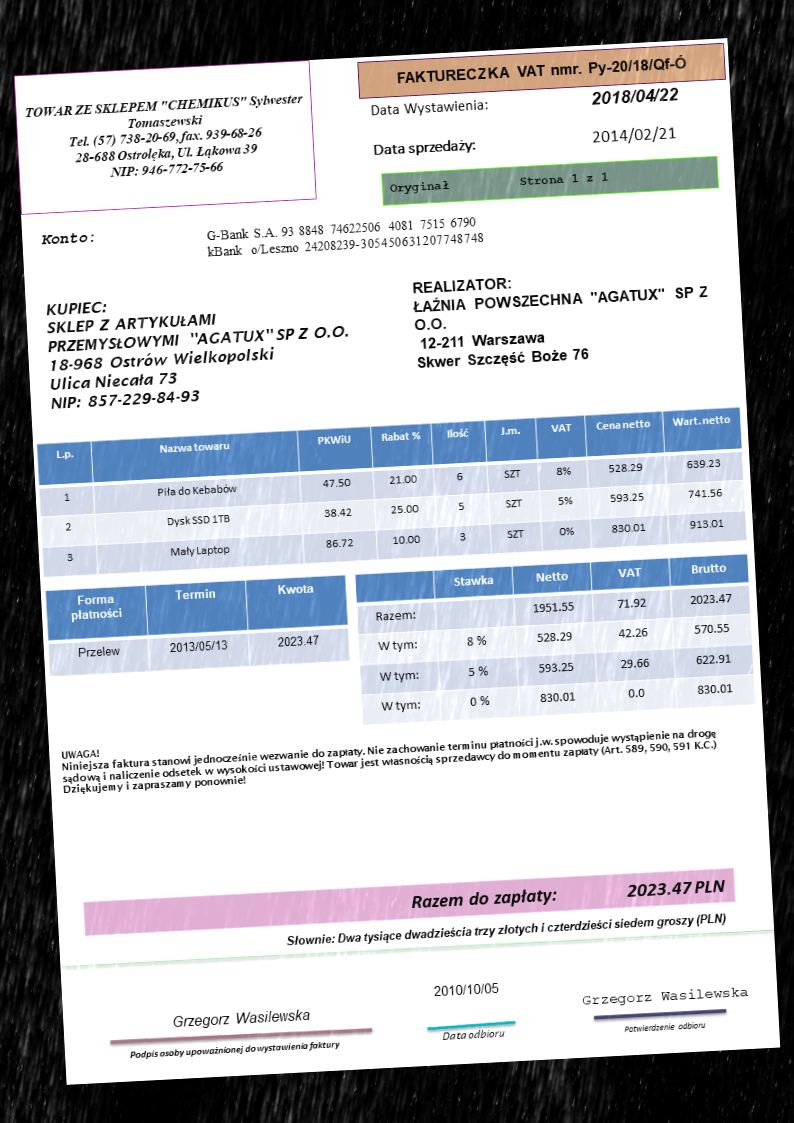 TOWAR ZE SKLEPEM "CHEMIKUS" Sylwester
Tomaszewski
Tel. (57) 738-20-69, fax. 939-68-26
28-688 Ostrołęka, Ul. Łąkowa 39
NIP: 946-772-75-66
FAKTURECZKA VAT nmr. Py-20/18/Qf-Ó
Data Wystawienia: 2018/04/22
Data sprzedaży: 2014/02/21
Oryginał Strona 1 z 1
Konto:
G-Bank S.A. 93 8848 74622506 4081 7515 6790
kBank o/Leszno 24208239-305450631207748748
KUPIEC:
SKLEP Z ARTYKUŁAMI
PRZEMYSŁOWYMI "AGATUX" SP Z O.O.
18-968 Ostrów Wielkopolski
Ulica Niecała 73
NIP: 857-229-84-93
REALIZATOR:
ŁAŹNIA POWSZECHNA "AGATUX" SP Z
O.O.
12-211 Warszawa
Skwer Szczęść Boże 76
L.p. Nazwa towaru PKWiU Rabat % Ilość J.m. VAT Cena netto Wart. netto
1 Piła do Kebabów 47.50 21.00 6 SZT 8% 528.29 639.23
2 Dysk SSD 1TB 38.42 25.00 5 SZT 5% 593.25 741.56
3 Mały Laptop 86.72 10.00 3 SZT 0% 830.01 913.01
Forma płatności Termin Kwota
Przelew 2013/05/13 2023.47
Stawka Netto VAT Brutto
Razem: 1951.55 71.92 2023.47
W tym: 8 % 528.29 42.26 570.55
W tym: 5 % 593.25 29.66 622.91
W tym: 0 % 830.01 0.0 830.01
UWAGA!
Niniejsza faktura stanowi jednocześnie wezwanie do zapłaty. Nie zachowanie terminu płatności j.w. spowoduje wystąpienie na drogę
sądową i naliczenie odsetek w wysokości ustawowej! Towar jest własnością sprzedawcy do momentu zapłaty (Art. 589, 590, 591 K.C.)
Dziękujemy i zapraszamy ponownie!
Razem do zapłaty: 2023.47 PLN
Słownie: Dwa tysiące dwadzieścia trzy złotych i czterdzieści siedem groszy (PLN)
Grzegorz Wasilewska
Podpis osoby upoważnionej do wystawienia faktury
2010/10/05
Data odbioru
Grzegorz Wasilewska
Potwierdzenie odbioru